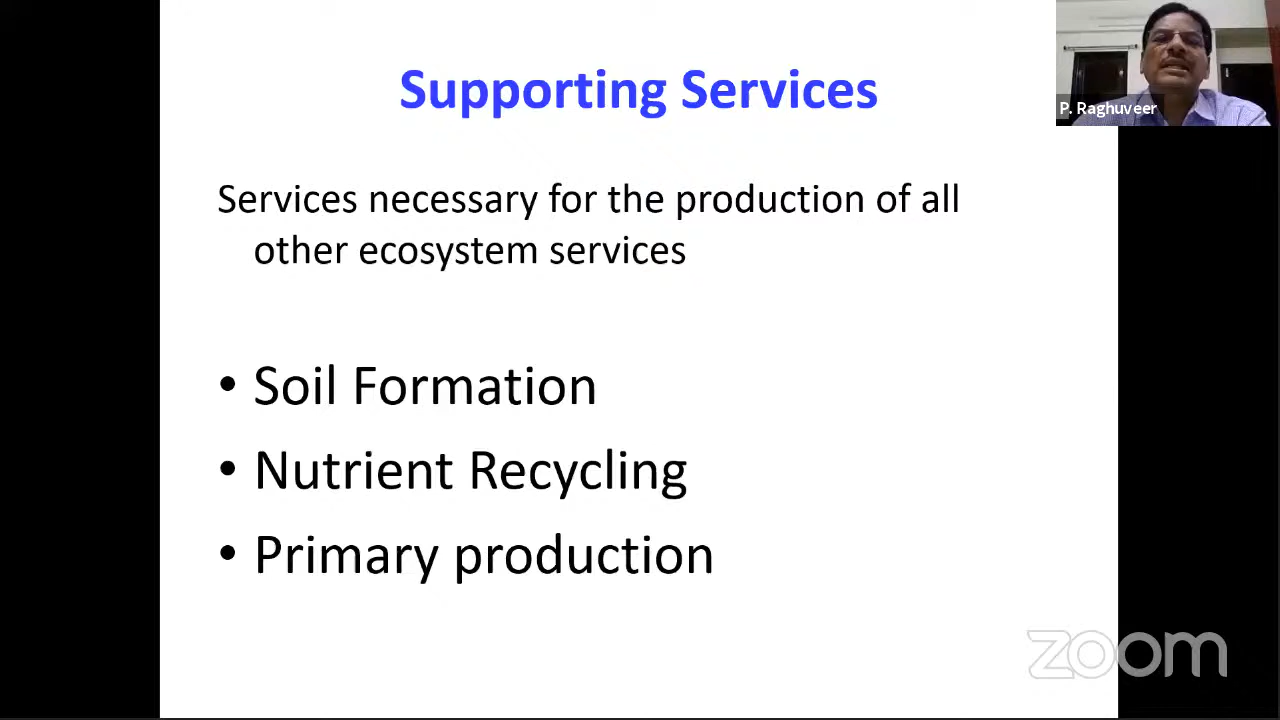 Supporting Services
P. Raghuveer
Services necessary for the production of all
other ecosystem services
• Soil Formation
• Nutrient Recycling
• Primary production
zoom